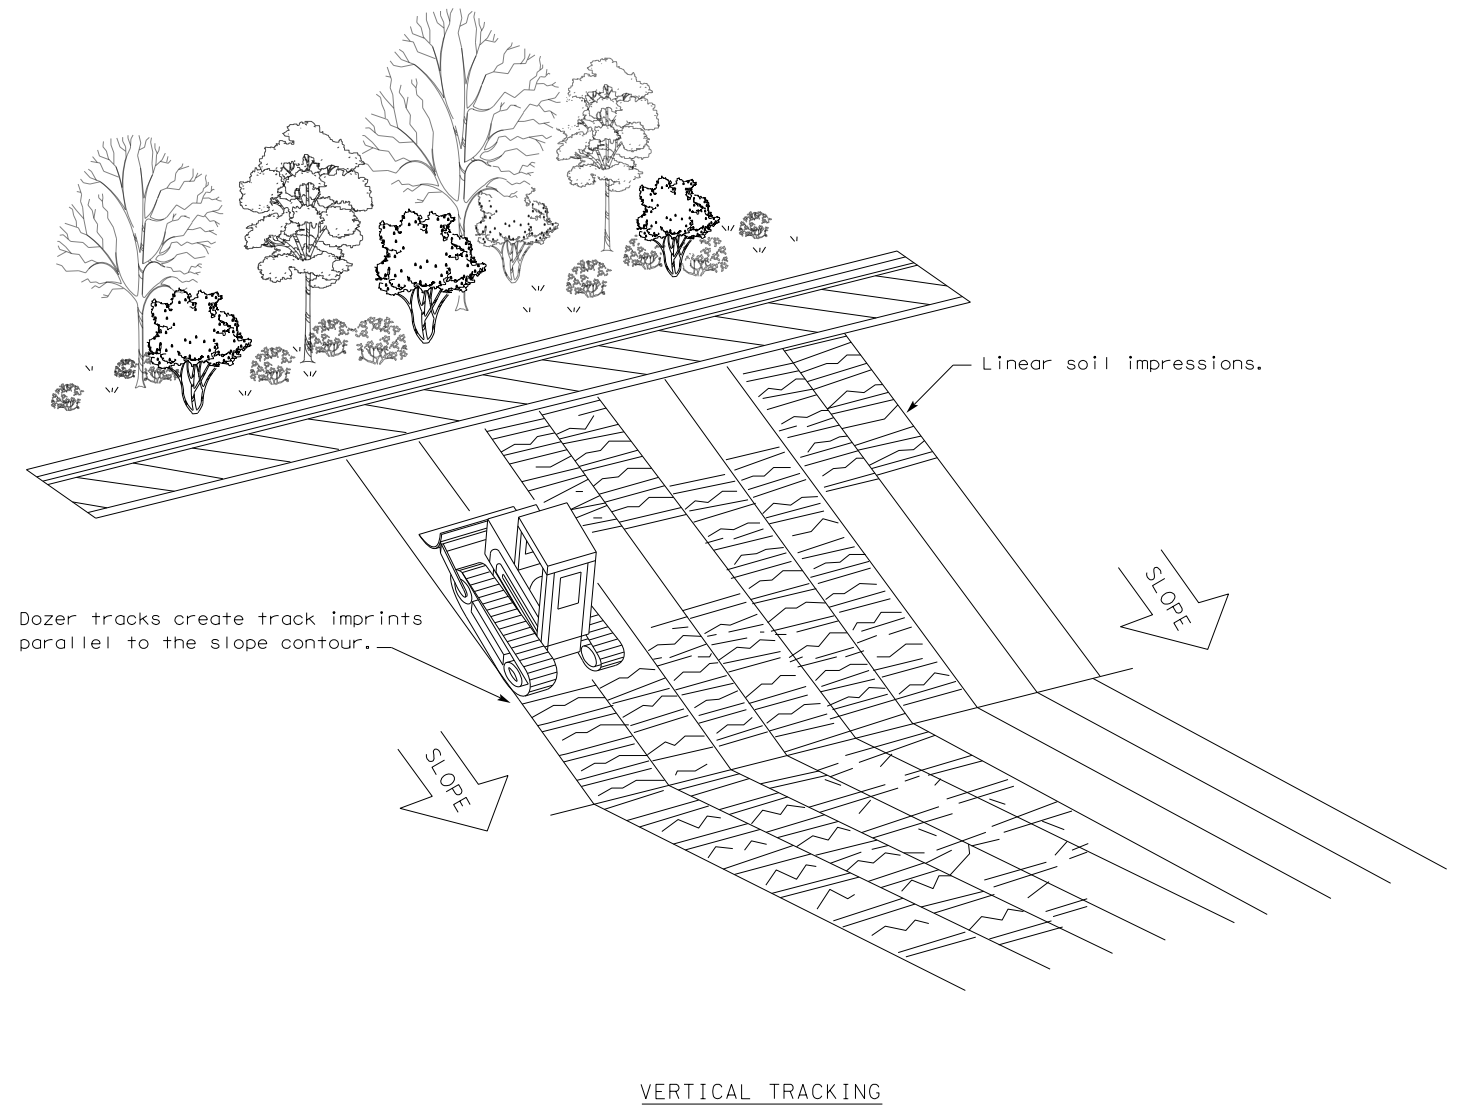 Linear soil impressions.
SLOPE
Dozer tracks create track imprints
parallel to the slope contour.
SLOPE
VERTICAL TRACKING